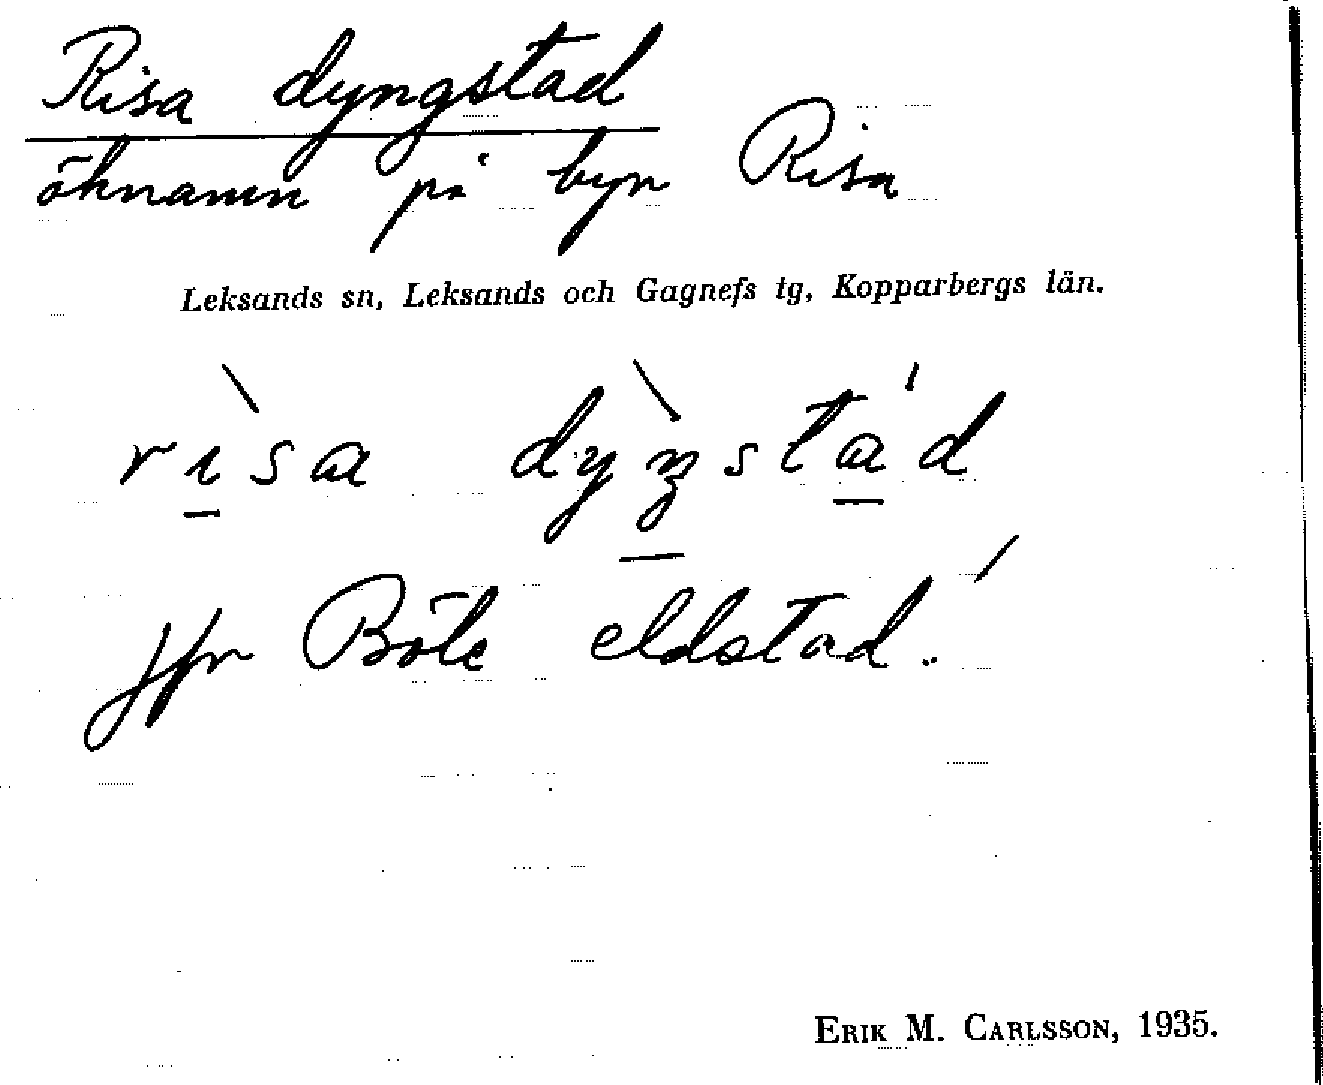 Risa dyngstad
öknamn på byn Risa
Leksands sn, Leksands och Gagnefs tg, Kopparbergs län.
rìsa dỳŋstád
jfr Böle eldstad.
ERIK M. CARLSSON, 1935.